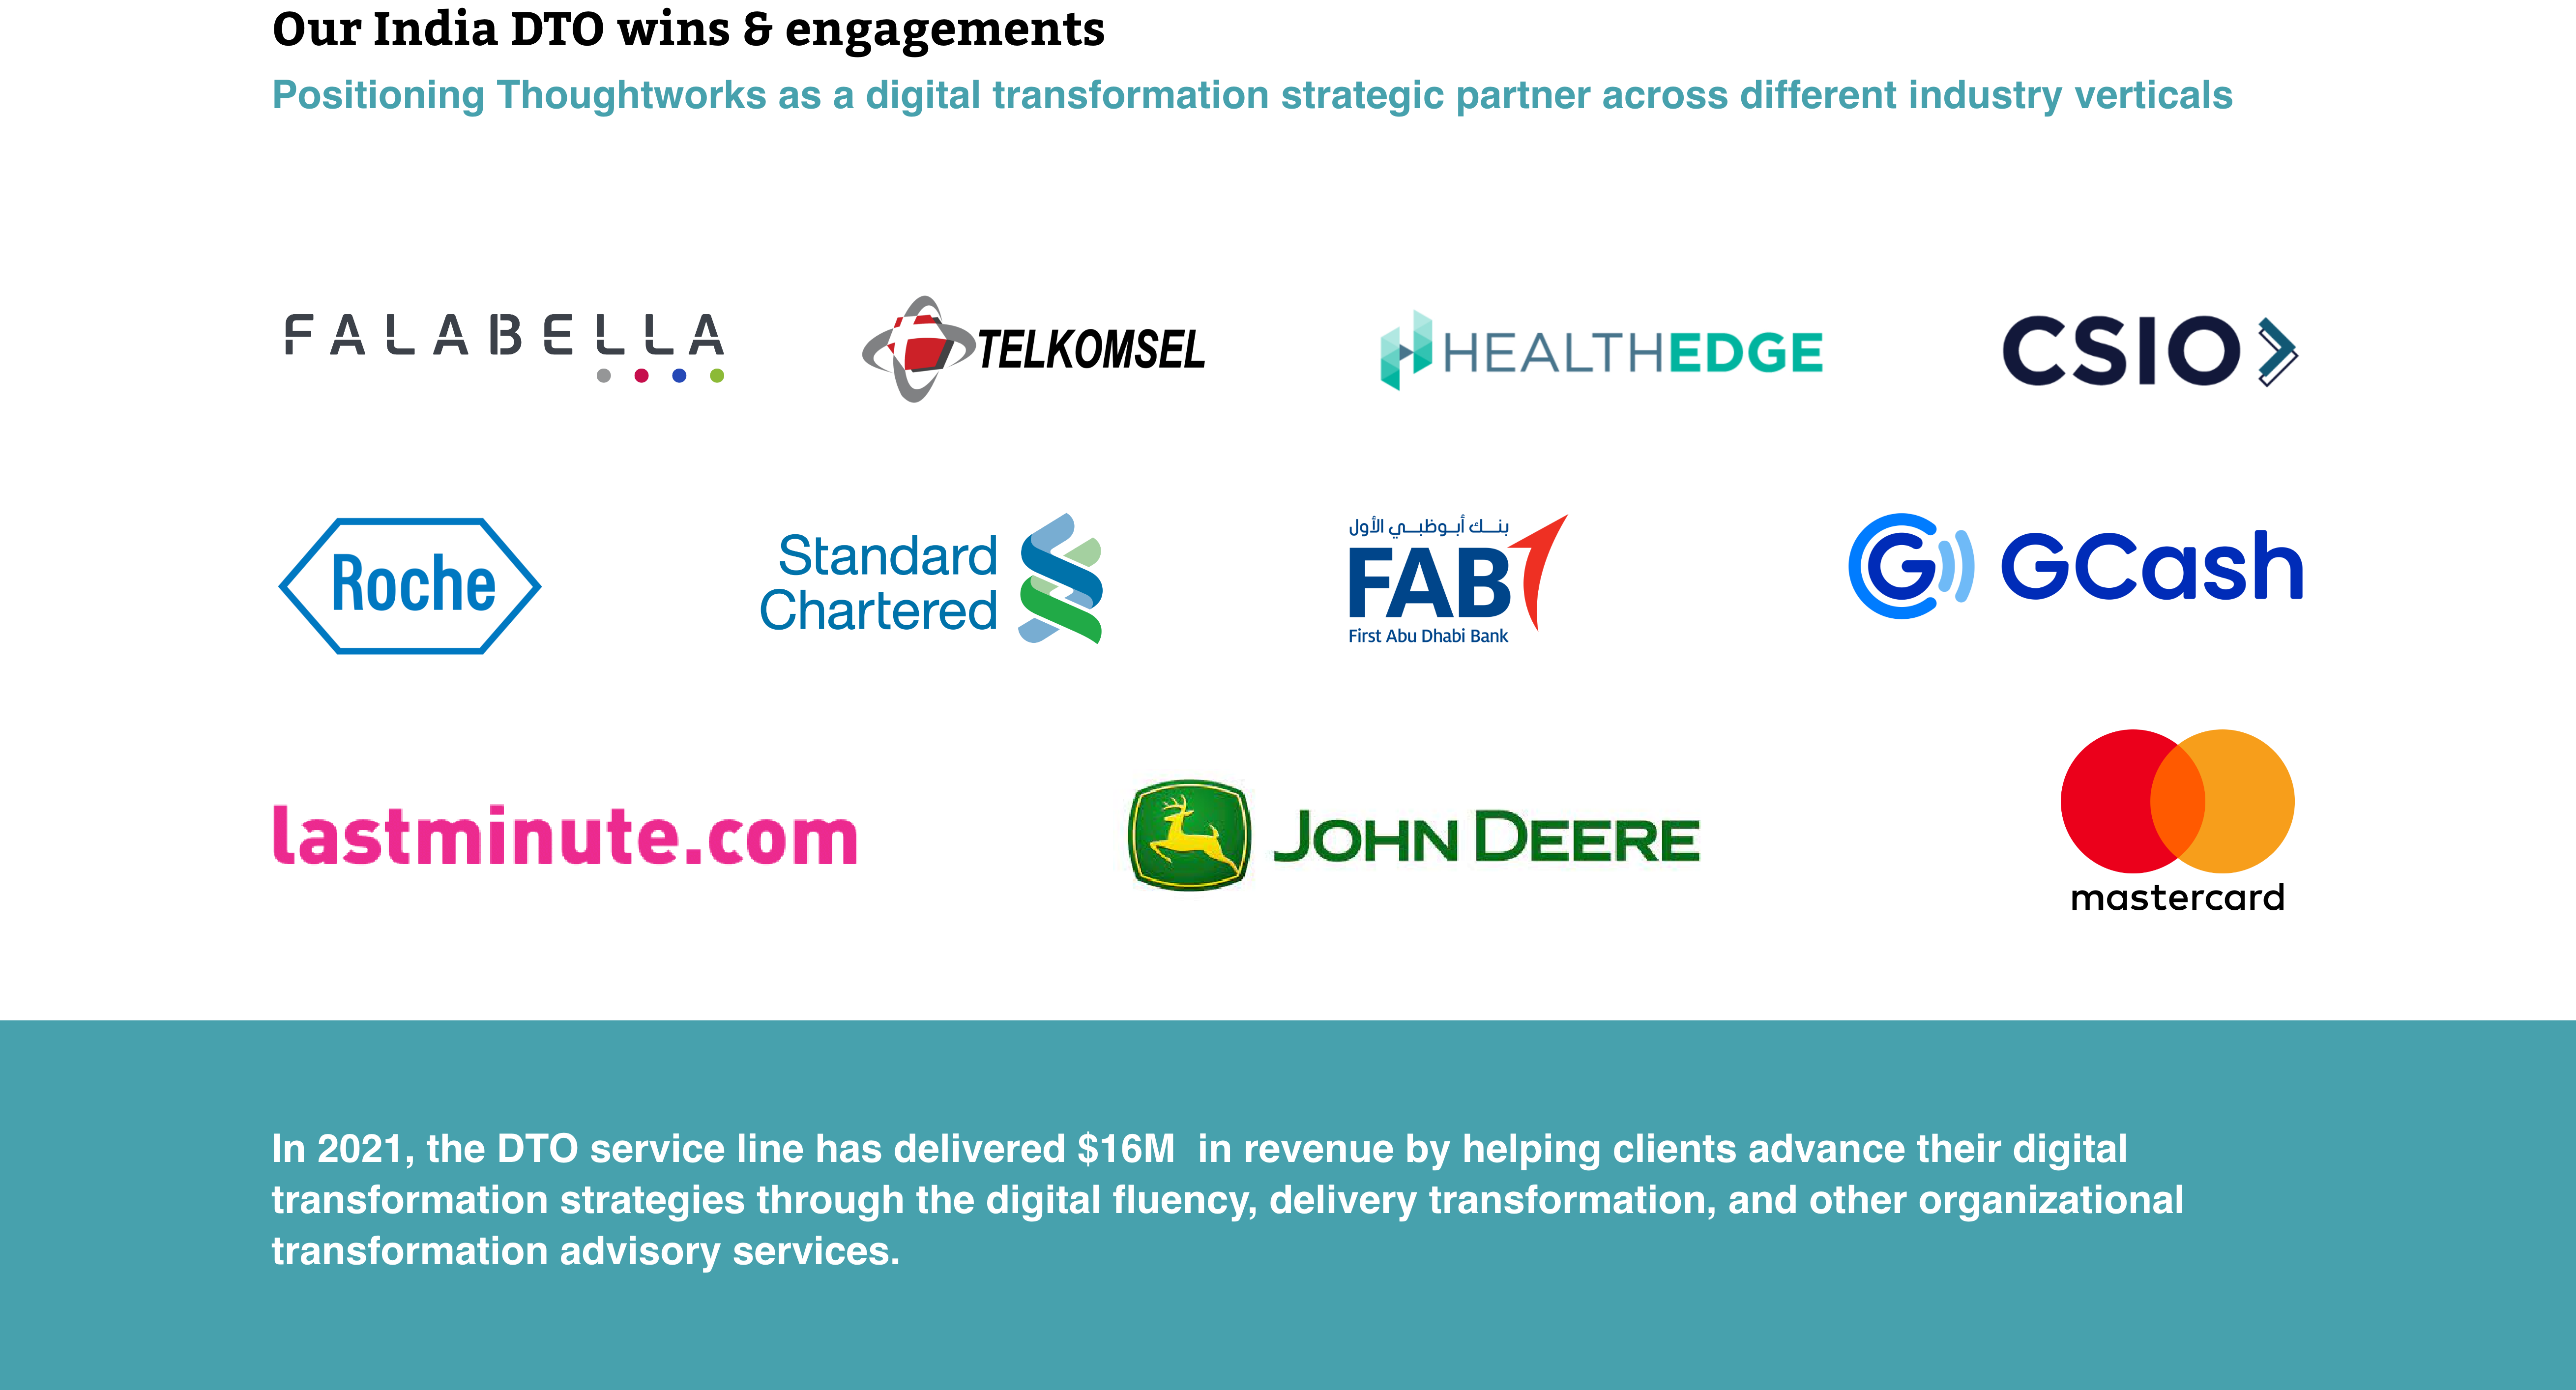 Our India DTO wins & engagements
Positioning Thoughtworks as a digital transformation strategic partner across different industry verticals
FALABELLA
TELKOMSEL
HEALTHEDGE
CSIO
Roche
Standard
Chartered
بنــك أبـوظبــي الأول
FAB
First Abu Dhabi Bank
G
GCash
lastminute.com
JOHN DEERE
mastercard
In 2021, the DTO service line has delivered $16M  in revenue by helping clients advance their digital
transformation strategies through the digital fluency, delivery transformation, and other organizational
transformation advisory services.